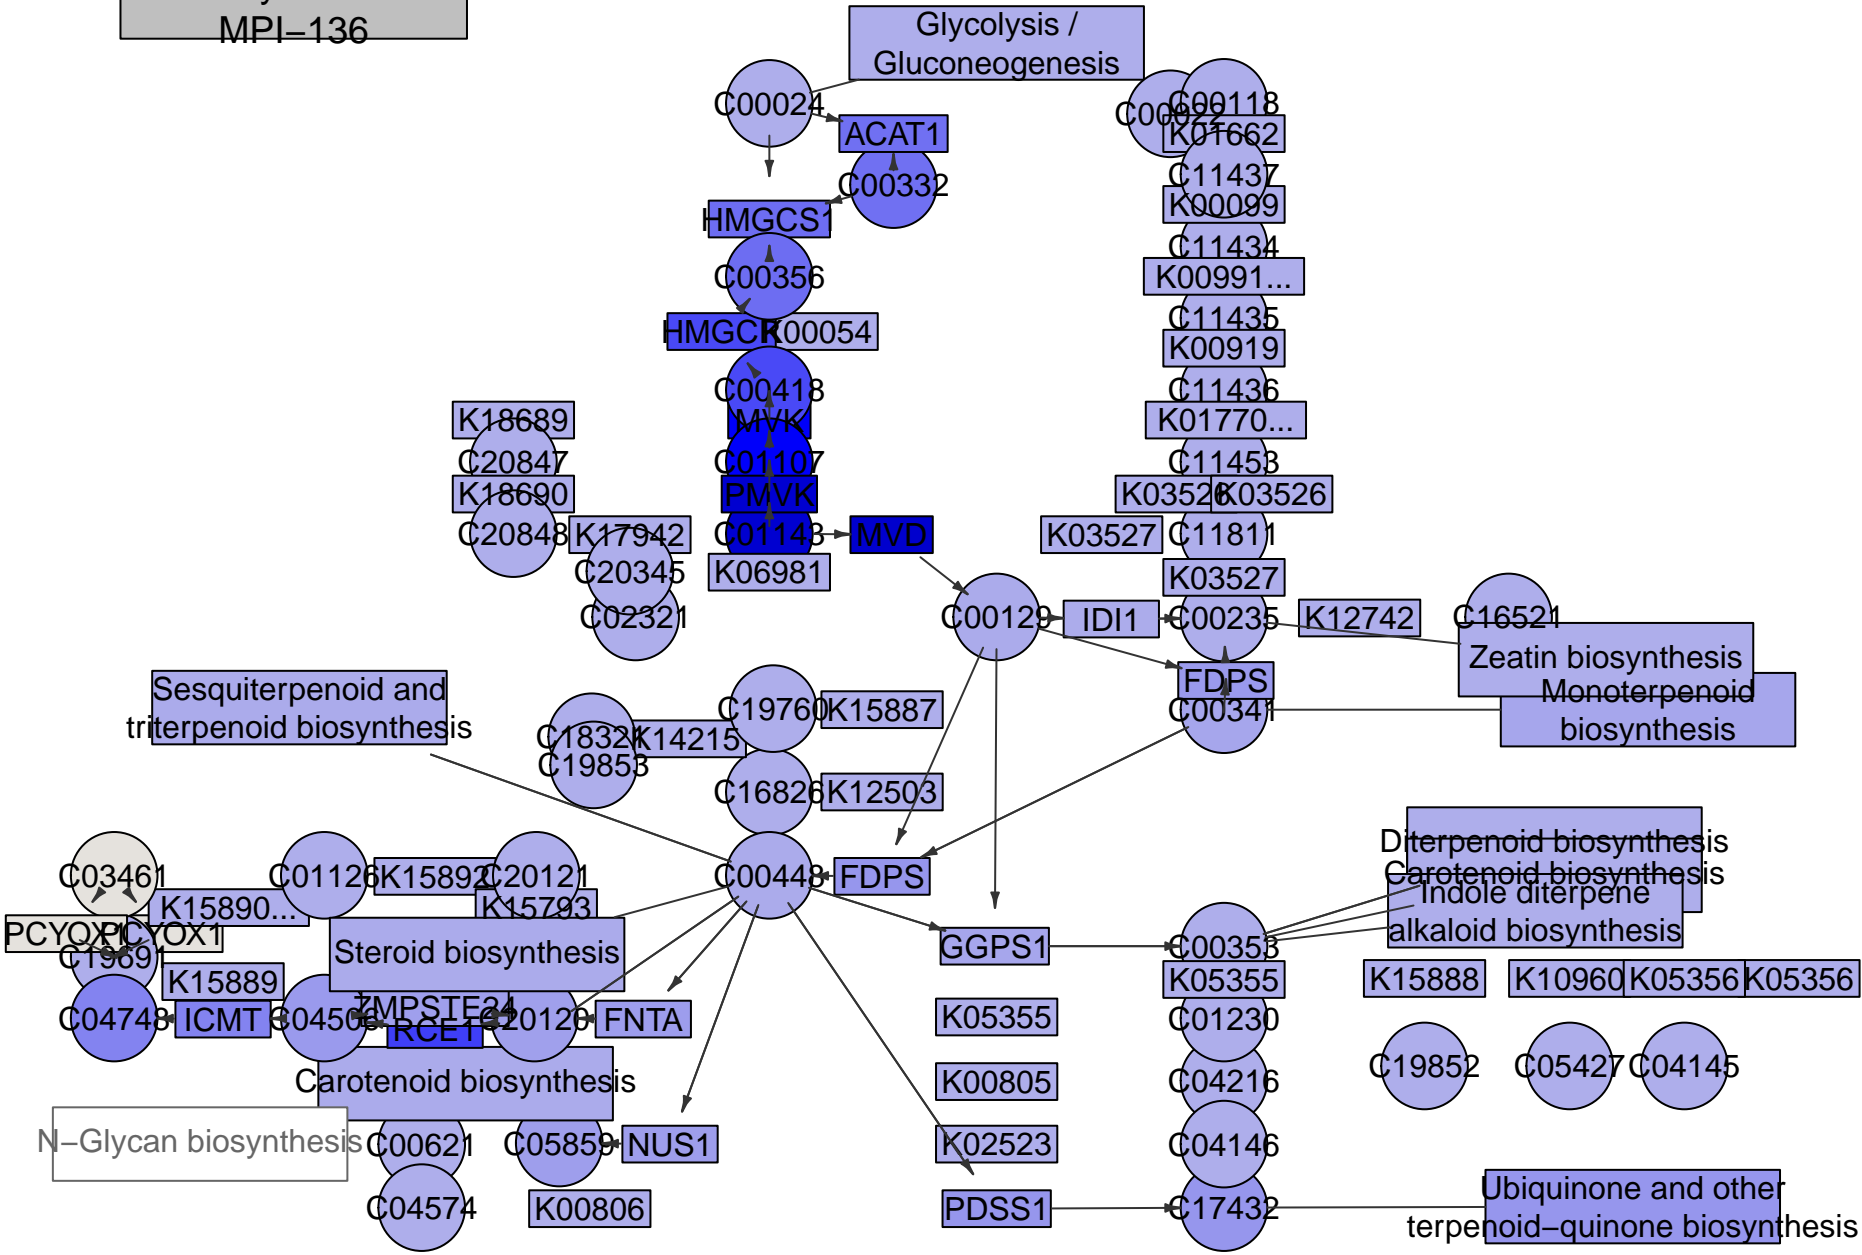 MPI−136
Glycolysis /
Gluconeogenesis
C00024
C00022
C00118
ACAT1
K01662
C00332
C11437
K00099
HMGCS1
C11434
C00356
K00991...
C11435
HMGCR
K00054
K00919
C00418
C11436
K18689
MVK
K01770...
C20847
C01107
C11453
K18690
PMVK
K03526
K03526
C20848
K17942
C01143
MVD
K03527
C11811
C20345
K06981
K03527
C02321
C00129
IDI1
C00235
K12742
C16521
Zeatin biosynthesis
Sesquiterpenoid and
triterpenoid biosynthesis
FDPS
Monoterpenoid
biosynthesis
C19760
K15887
C00341
C18324
K14215
C19853
C16826
K12503
Diterpenoid biosynthesis
Carotenoid biosynthesis
C03461
C01126
K15892
C20121
C00448
FDPS
Indole diterpene
alkaloid biosynthesis
K15890...
K15793
PCYOX1
PCYOX1
C19691
Steroid biosynthesis
GGPS1
C00353
K15889
K05355
K15888
K10960
K05356
K05356
C04748
ICMT
ZMPSTE24
RCE1
C20120
FNTA
K05355
C01230
C19852
C05427
C04145
Carotenoid biosynthesis
K00805
C04216
N−Glycan biosynthesis
C00621
C05859
NUS1
K02523
C04146
C04574
K00806
PDSS1
C17432
Ubiquinone and other
terpenoid−quinone biosynthesis